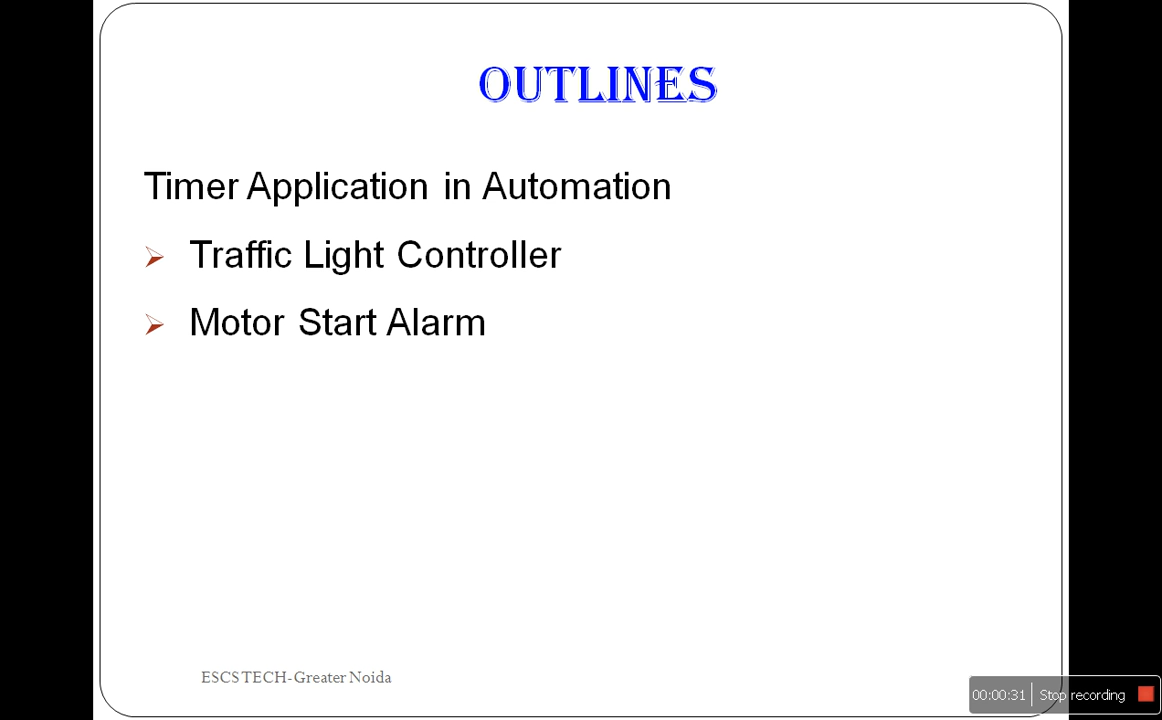 OUTLINES
Timer Application in Automation
Traffic Light Controller
Motor Start Alarm
ESCSTECH-Greater Noida
00:00:31 Stop recording